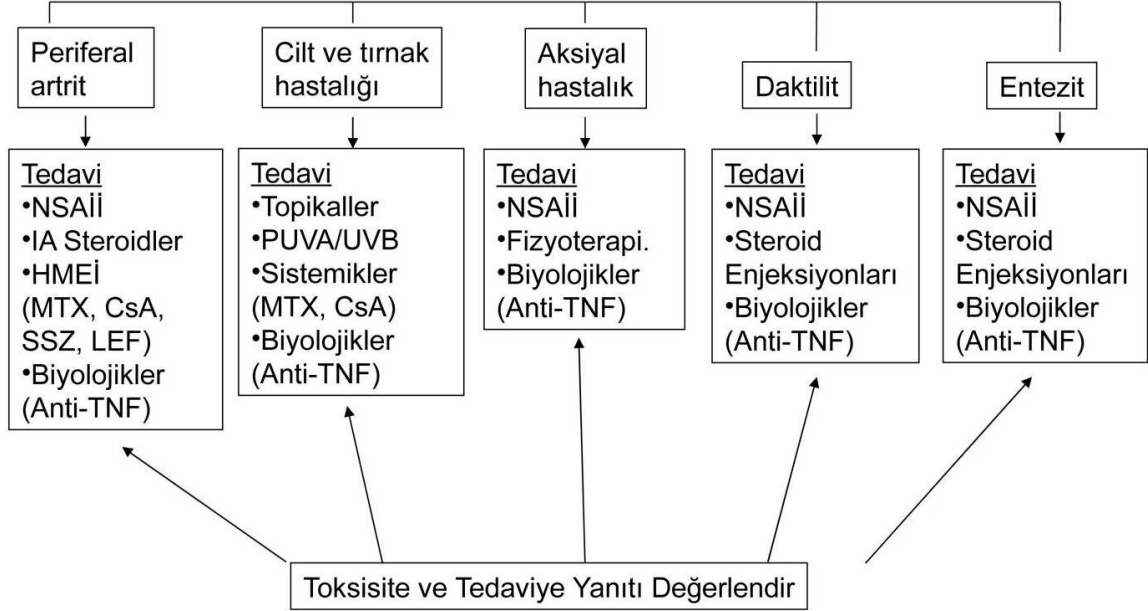 Periferal
artrit
Cilt ve tırnak
hastalığı
Aksiyal
hastalık
Daktilit
Entezit
Tedavi
•NSAİİ
•IA Steroidler
•HMEİ
(MTX, CsA,
SSZ, LEF)
•Biyolojikler
(Anti-TNF)
Tedavi
•Topikaller
•PUVA/UVB
•Sistemikler
(MTX, CsA)
•Biyolojikler
(Anti-TNF)
Tedavi
•NSAİİ
•Fizyoterapi.
•Biyolojikler
(Anti-TNF)
Tedavi
•NSAİİ
•Steroid
Enjeksiyonları
•Biyolojikler
(Anti-TNF)
Tedavi
•NSAİİ
•Steroid
Enjeksiyonları
•Biyolojikler
(Anti-TNF)
Toksisite ve Tedaviye Yanıtı Değerlendir